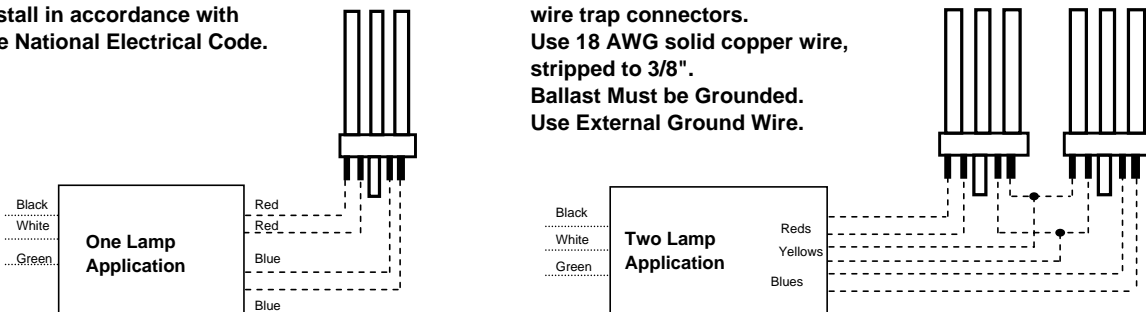 stall in accordance with
e National Electrical Code.
wire trap connectors.
Use 18 AWG solid copper wire,
stripped to 3/8".
Ballast Must be Grounded.
Use External Ground Wire.
Black
White
Green
One Lamp
Application
Red
Red
Blue
Blue
Black
White
Green
Two Lamp
Application
Reds
Yellows
Blues